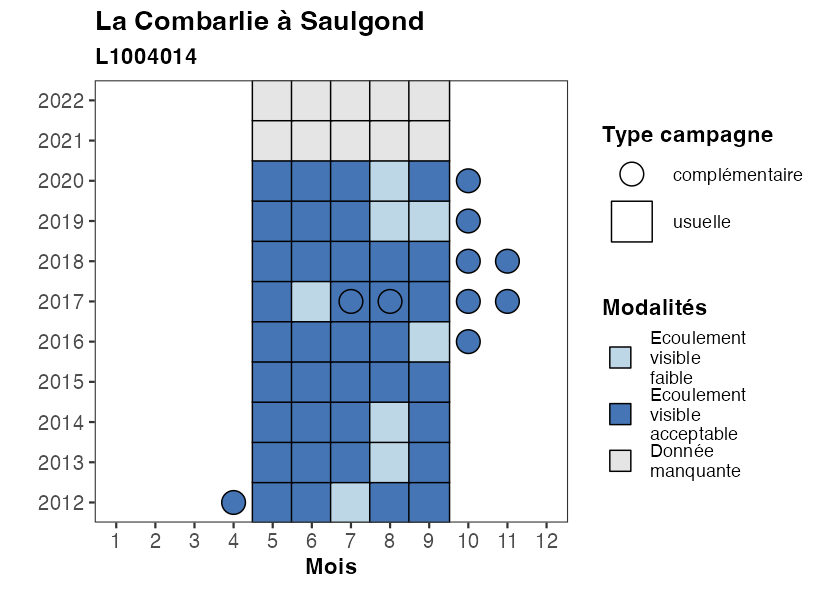 La Combarlie à Saulgond
L1004014
2022
2021
2020
2019
2018
2017
2016
2015
2014
2013
2012
1 2 3 4 5 6 7 8 9 10 11 12
Mois
Type campagne
complémentaire
usuelle
Modalités
Ecoulement
visible
faible
Ecoulement
visible
acceptable
Donnée
manquante